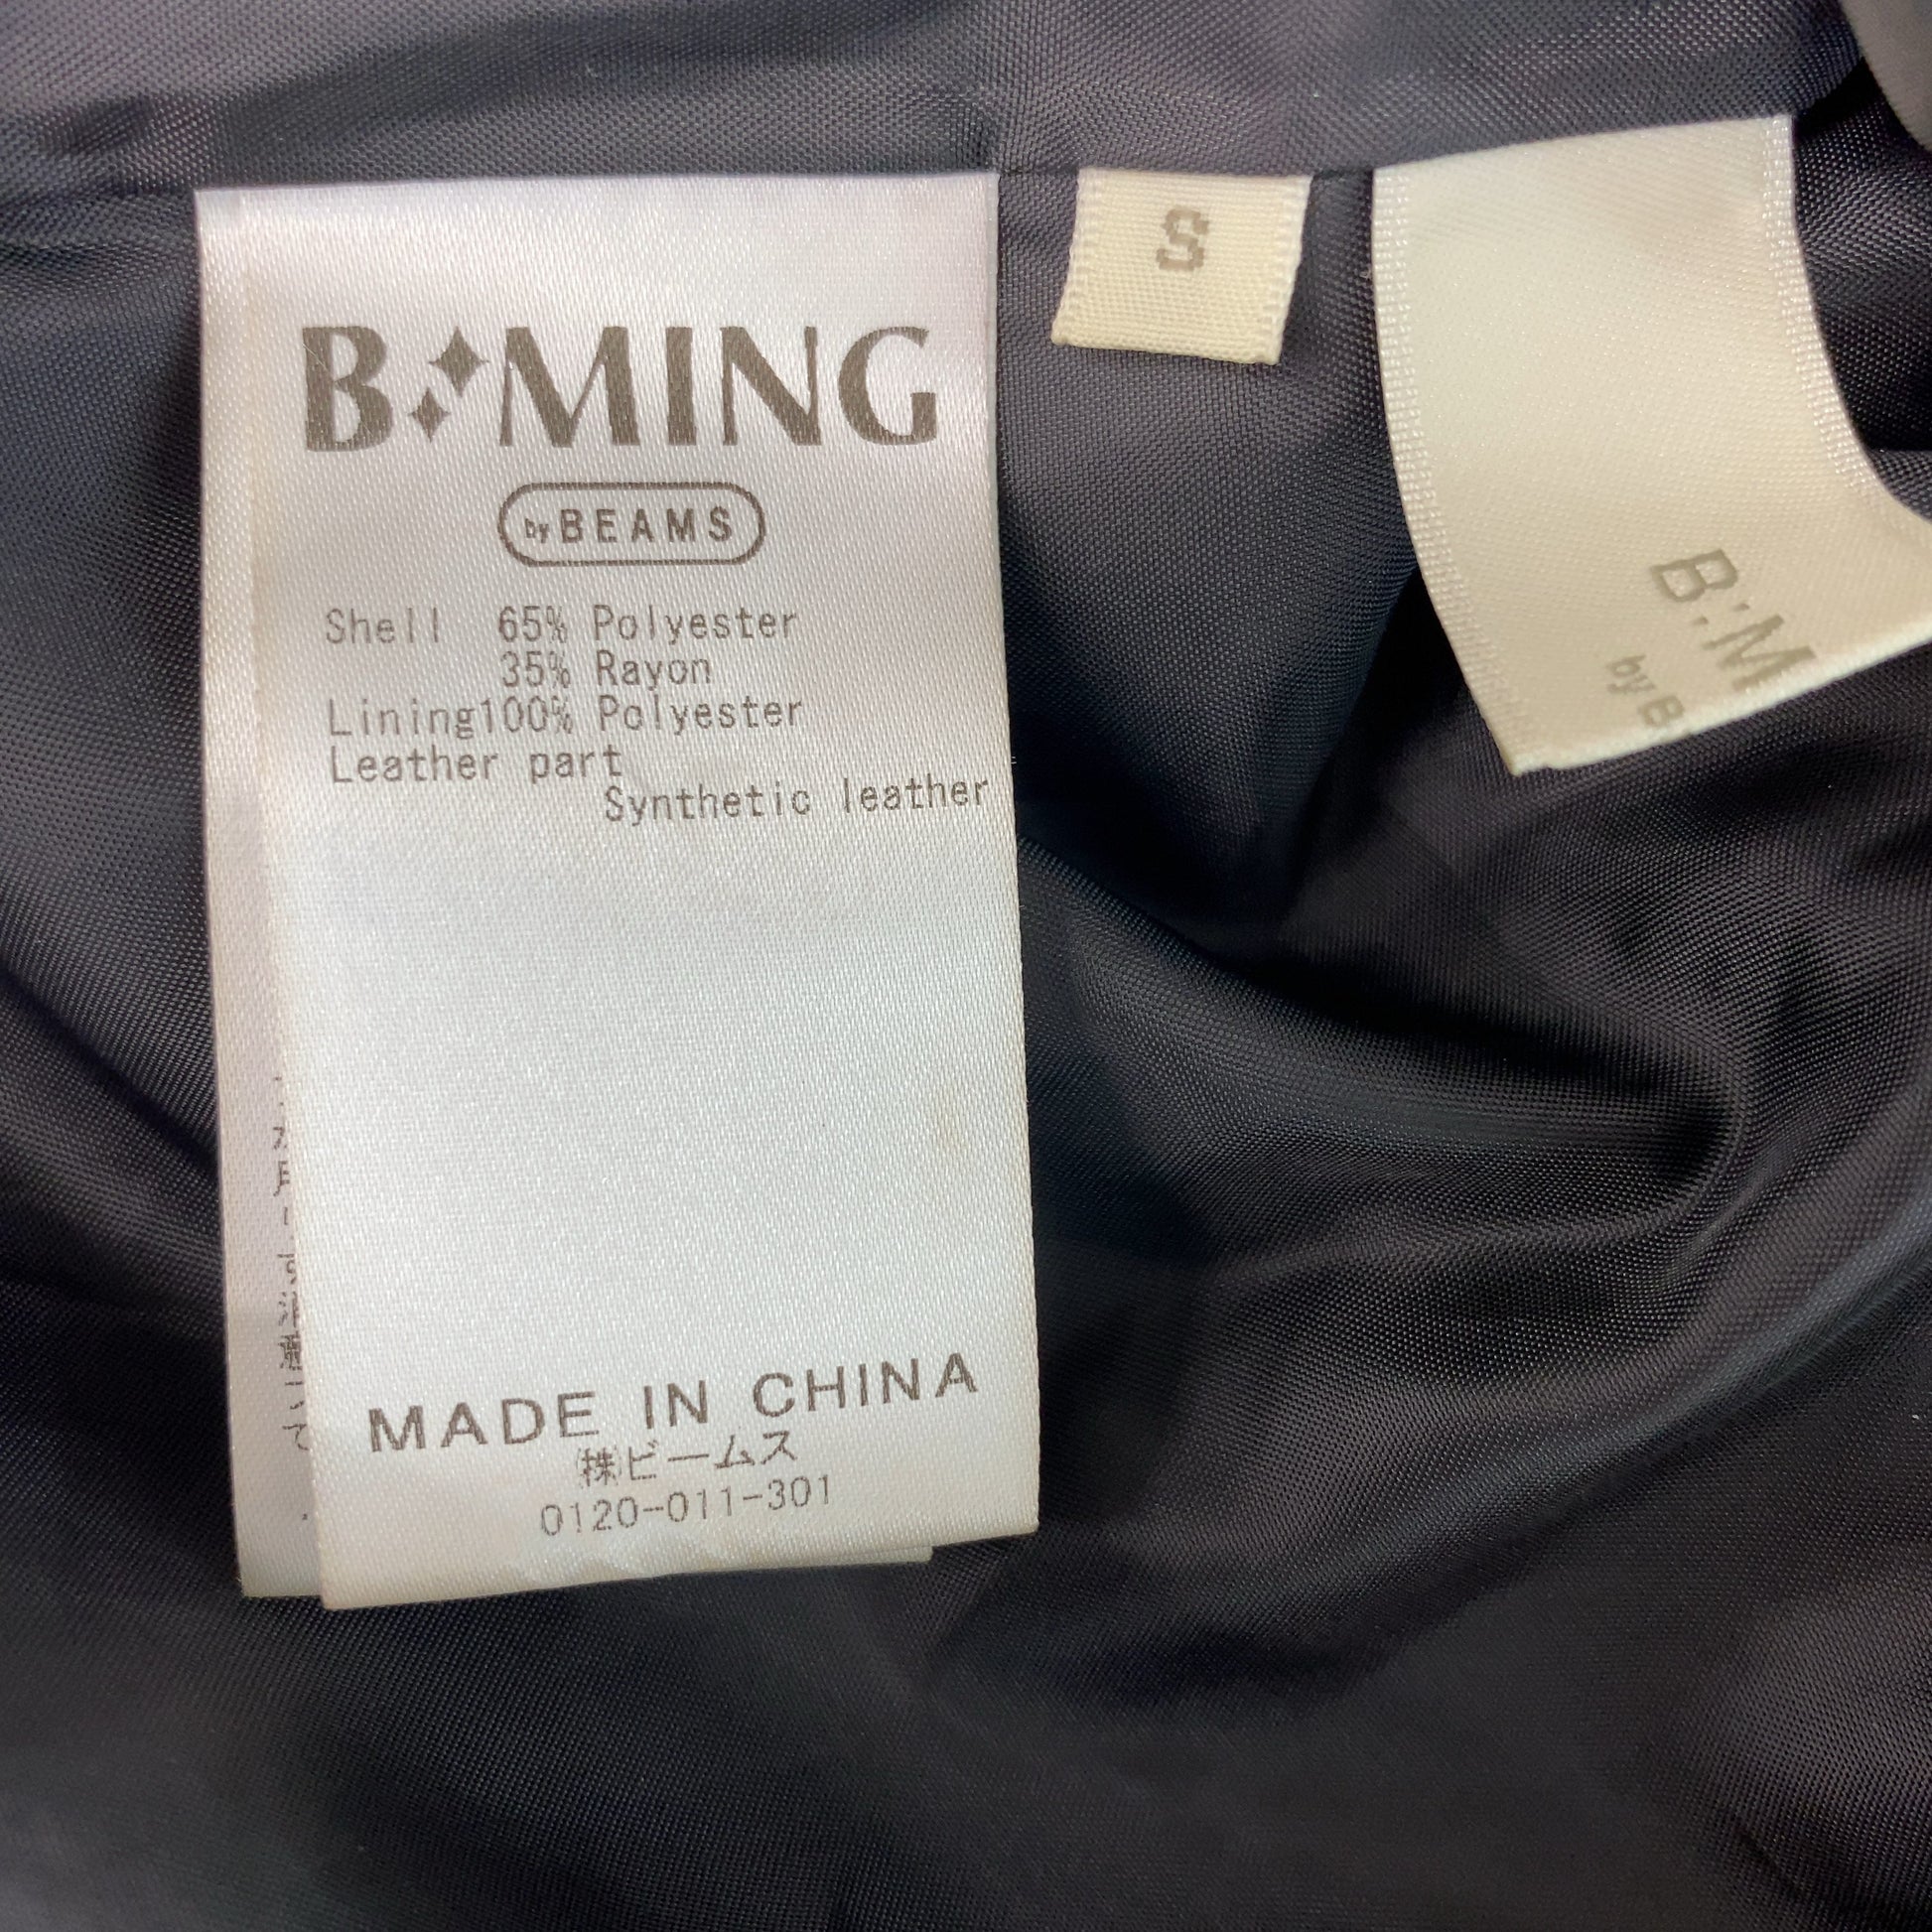 B MING
by BEAMS
Shell 65% Polyester
35% Rayon
Lining100% Polyester
Leather part
Synthetic leather
MADE IN CHINA
㈱ビームス
0120-011-301
S
B:M
by B